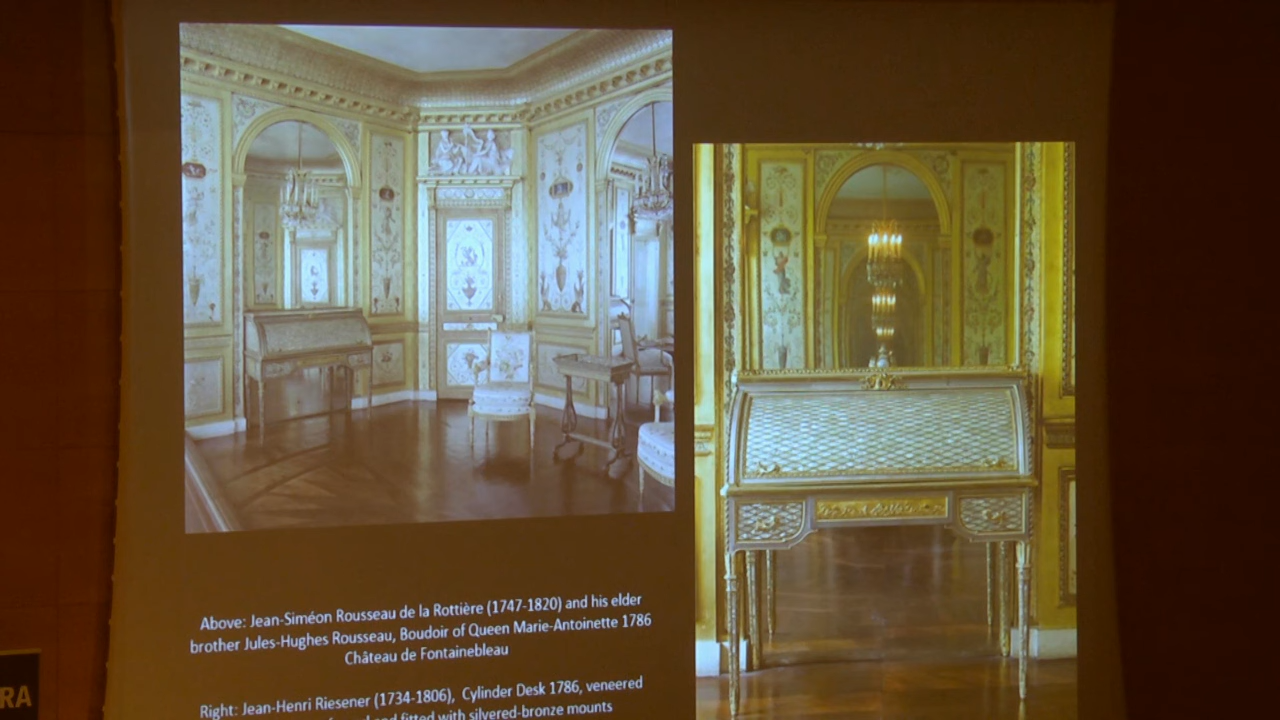 Above: Jean-Siméon Rousseau de la Rottière (1747-1820) and his elder
brother Jules-Hughes Rousseau, Boudoir of Queen Marie-Antoinette 1786
Château de Fontainebleau
Right: Jean-Henri Riesener (1734-1806), Cylinder Desk 1786, veneered
and fitted with silvered-bronze mounts
RA